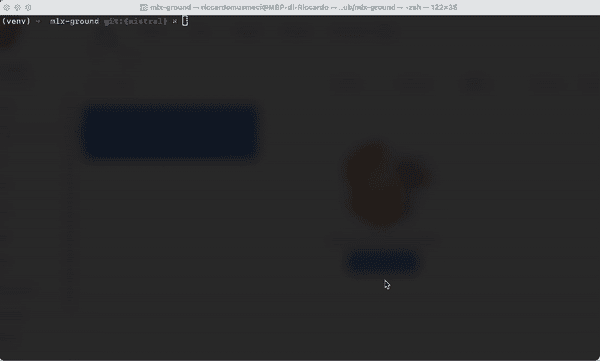 mlx-ground — riccardomusmeci@MBP-di-Riccardo — ..ub/mlx-ground — -zsh — 122×36
(venv) → mlx-ground git:(mistral) ✗